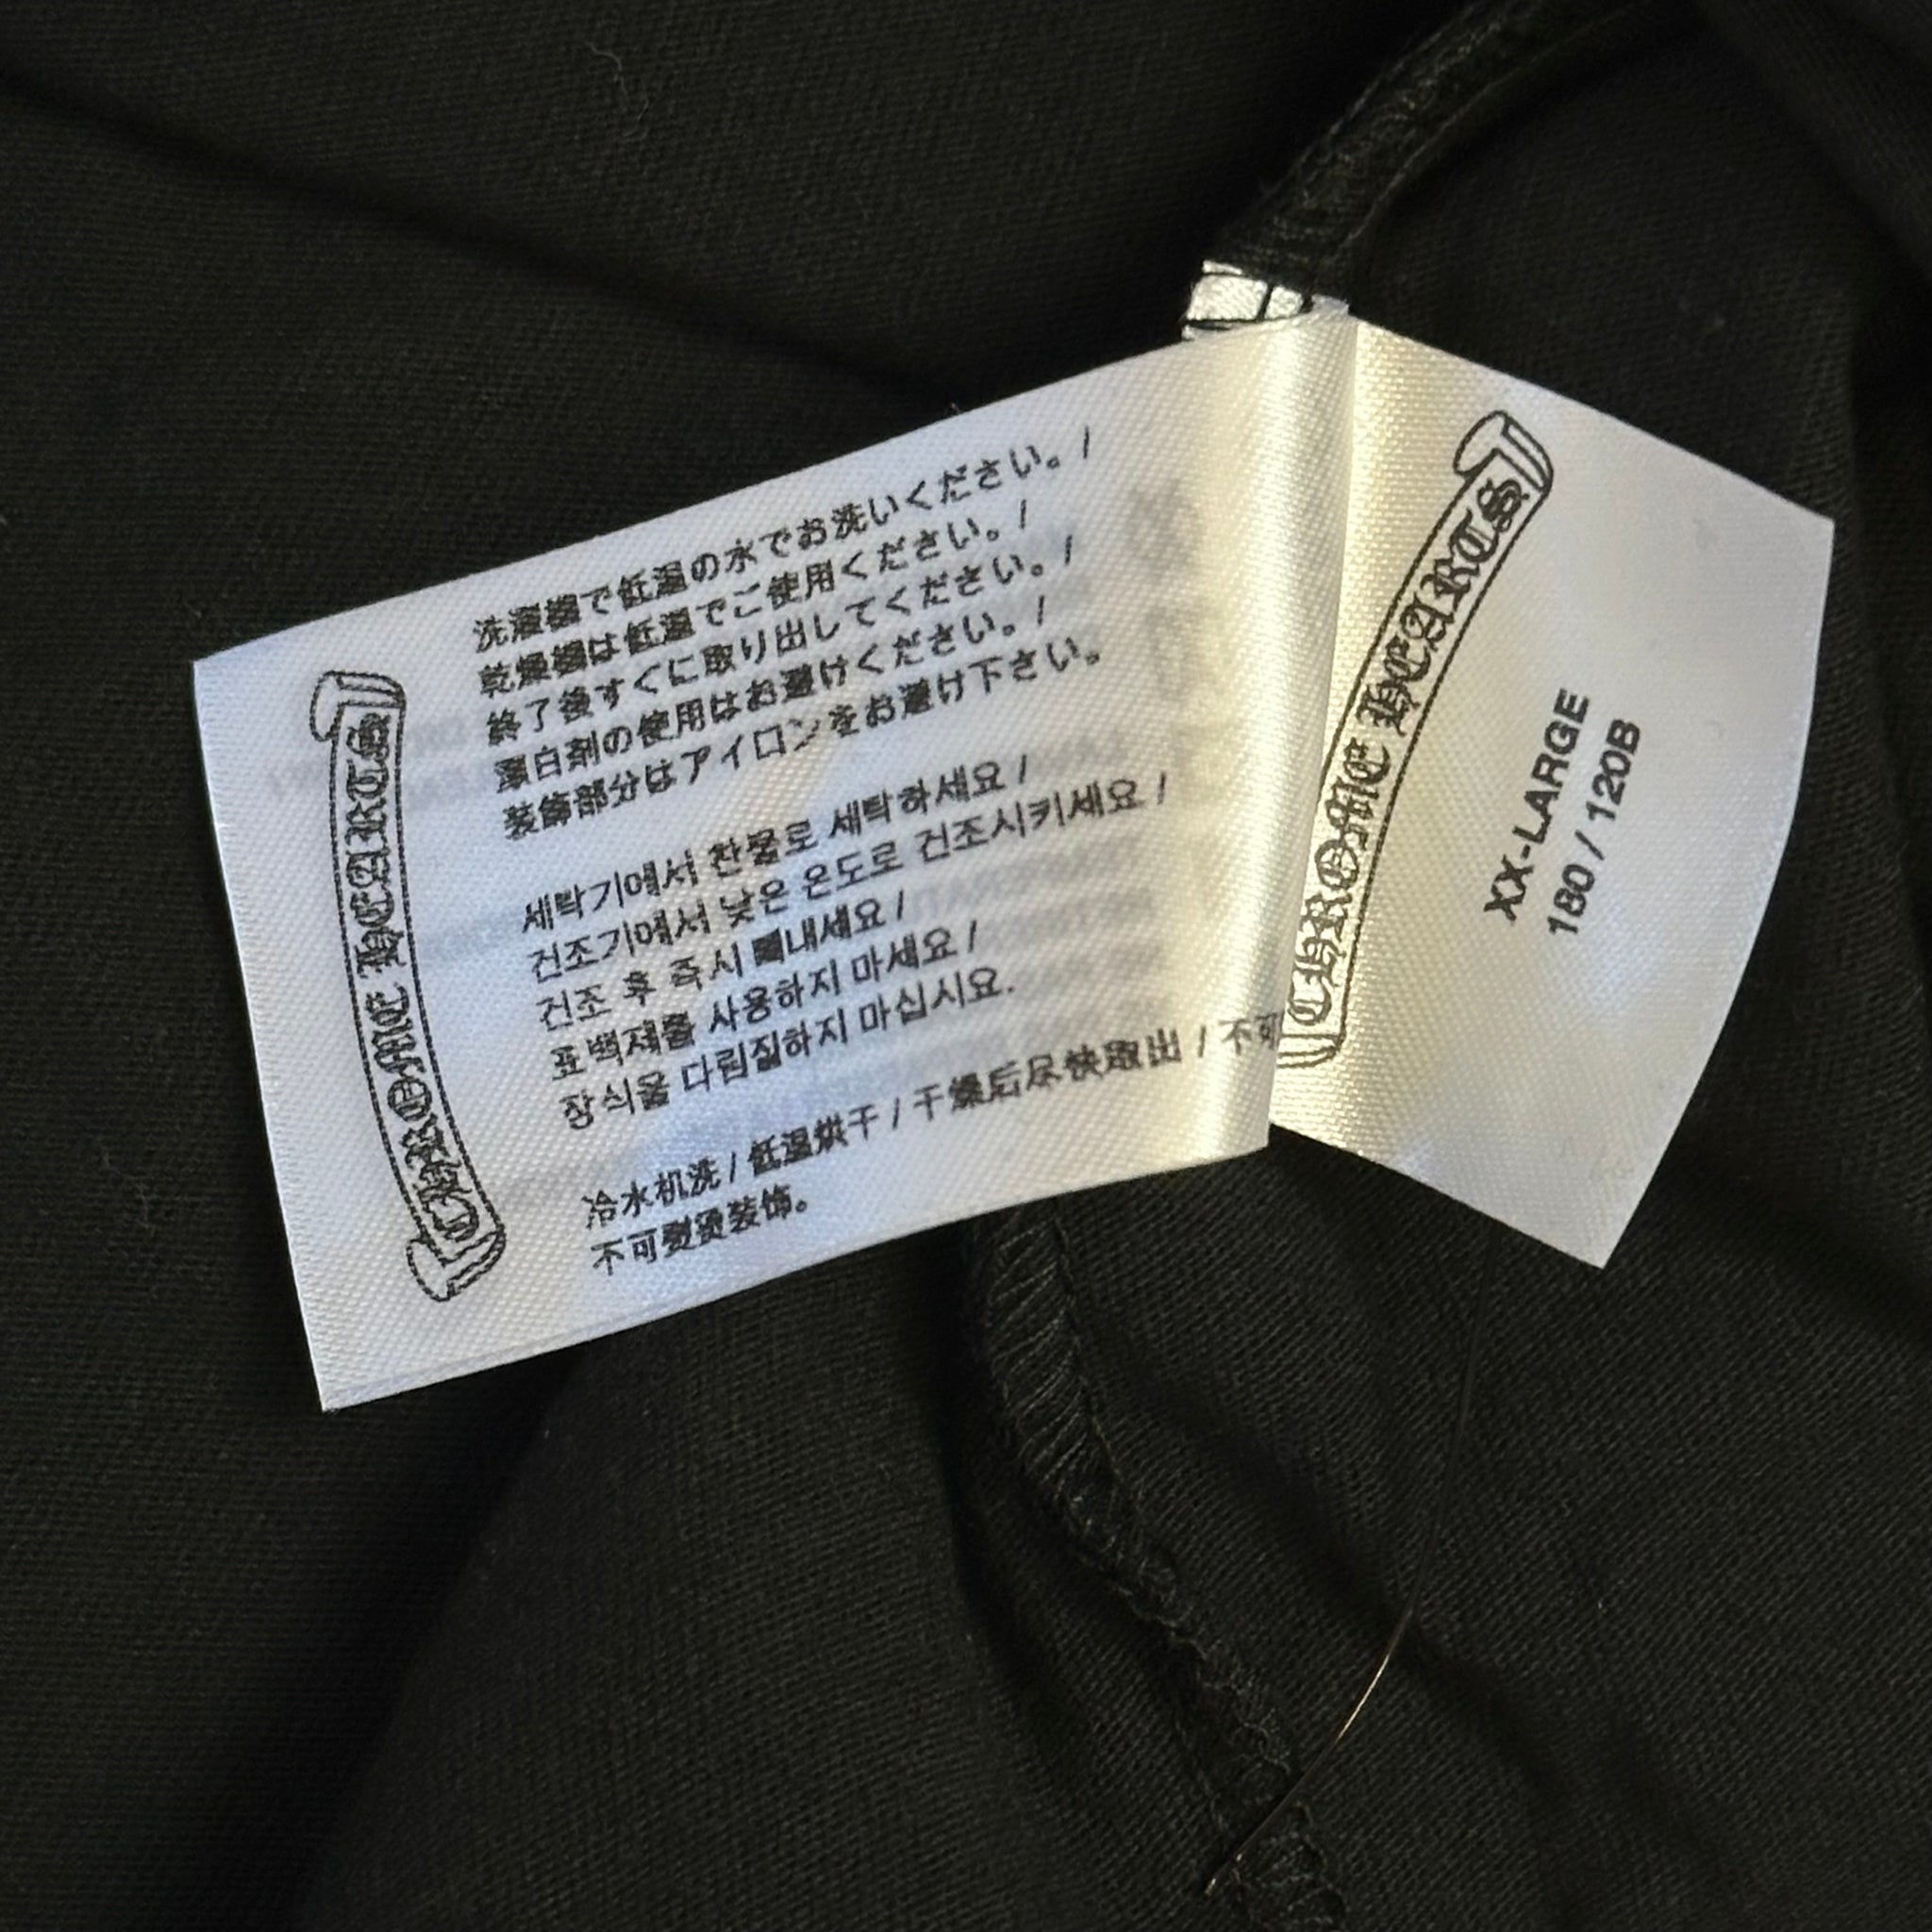 CHROME HEARTS
洗濯機で低温の水でお洗いください。 /
乾燥機は低温でご使用ください。 /
終了後すぐに取り出してください。 /
漂白剤の使用はお避けください。 /
装飾部分はアイロンをお避け下さい。
세탁기에서 찬물로 세탁하세요 /
건조기에서 낮은 온도로 건조시키세요 /
건조 후 즉시 꺼내세요 /
표백제를 사용하지 마세요 /
장식을 다림질하지 마십시요.
冷水机洗 / 低温烘干 / 干燥后尽快取出 / 不可
不可熨烫装饰。
CHROME HEARTS
XX-LARGE
180 / 120B